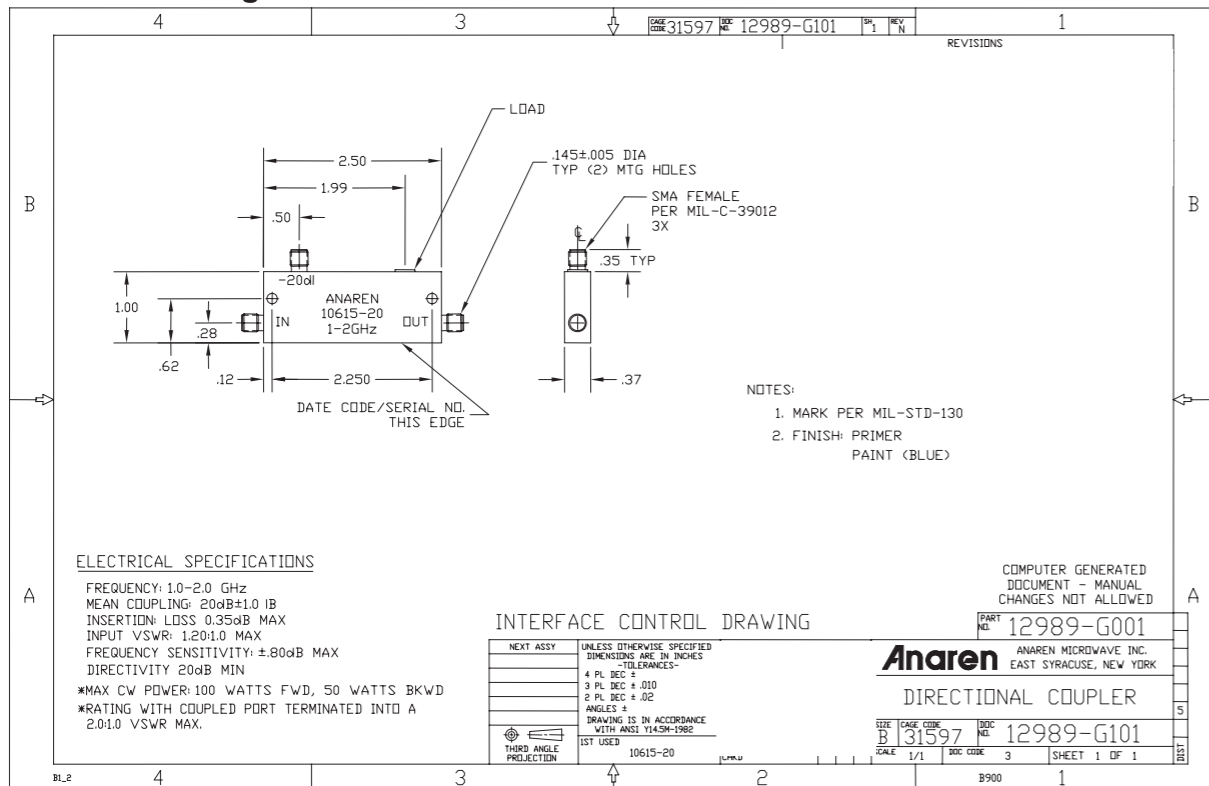 4
3
1
CAGE CODE 31597 DOC NO. 12989-G101 SH 1 REV N
REVISIONS
LOAD
2.50
.145±.005 DIA
TYP (2) MTG HOLES
1.99
SMA FEMALE
PER MIL-C-39012
3X
B
B
.50
.35 TYP
-20d
1.00
ANAREN
10615-20
1-2GHz
IN
OUT
.28
.62
.12
2.250
.37
DATE CODE/SERIAL NO.
THIS EDGE
NOTES:
1. MARK PER MIL-STD-130
2. FINISH: PRIMER
PAINT (BLUE)
ELECTRICAL SPECIFICATIONS
FREQUENCY: 1.0-2.0 GHz
MEAN COUPLING: 20dB±1.0 IB
INSERTION: LOSS 0.35dB MAX
INPUT VSWR: 1.20:1.0 MAX
FREQUENCY SENSITIVITY: ±.80dB MAX
DIRECTIVITY 20dB MIN
*MAX CW POWER: 100 WATTS FWD, 50 WATTS BKWD
*RATING WITH COUPLED PORT TERMINATED INTO A
2.0:1.0 VSWR MAX.
A
A
COMPUTER GENERATED
DOCUMENT - MANUAL
CHANGES NOT ALLOWED
INTERFACE CONTROL DRAWING
PART NO. 12989-G001
NEXT ASSY
UNLESS OTHERWISE SPECIFIED
DIMENSIONS ARE IN INCHES
-TOLERANCES-
4 PL DEC ±
3 PL DEC ± .010
2 PL DEC ± .02
ANGLES ±
DRAWING IS IN ACCORDANCE
WITH ANSI Y14.5M-1982
THIRD ANGLE
PROJECTION
1ST USED
10615-20
CHKD
Anaren
ANAREN MICROWAVE INC.
EAST SYRACUSE, NEW YORK
DIRECTIONAL COUPLER
SIZE B CAGE CODE 31597 DOC NO. 12989-G101
SCALE 1/1 DOC CODE 3 SHEET 1 OF 1
5
DIST
B1_2
4
3
2
B900
1